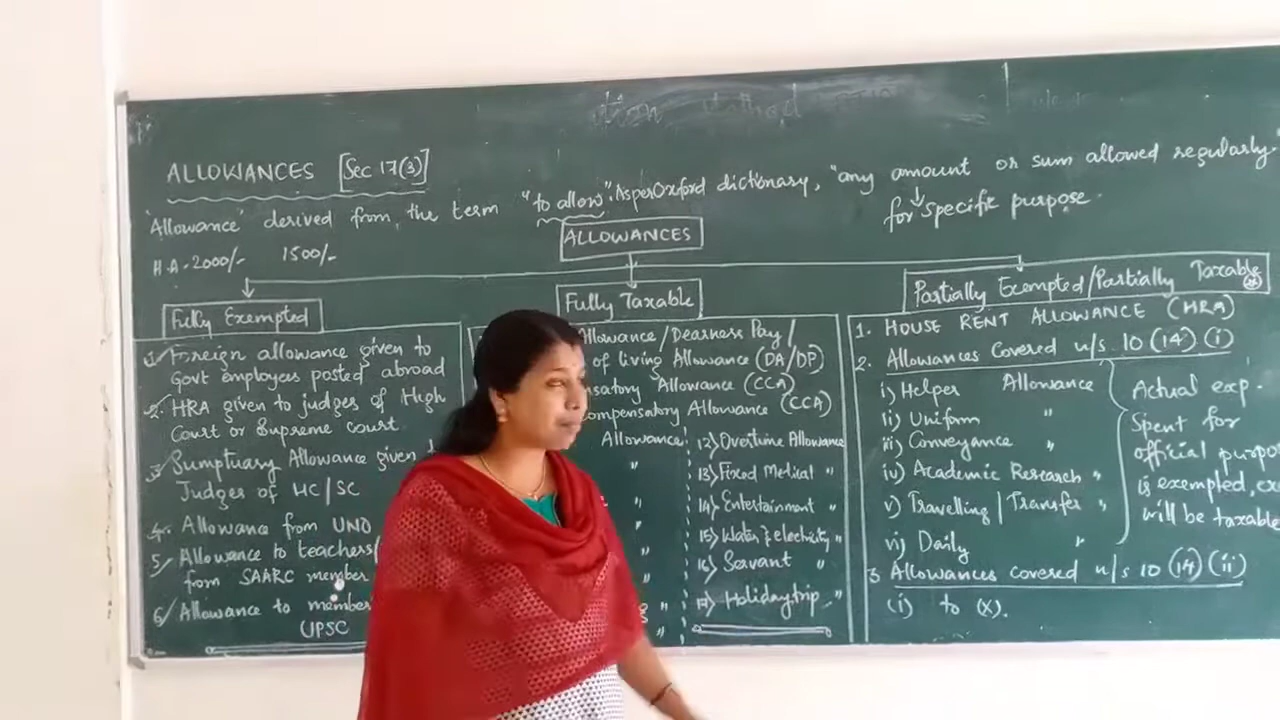 ALLOWANCES [Sec 17(3)]
'Allowance' derived from the term "to allow". As per Oxford dictionary, "any amount or sum allowed regularly."
for specific purpose.
H.A - 2000/- 1500/-
ALLOWANCES
Fully Exempted
1. Foreign allowance given to
Govt employees posted abroad
2. HRA given to judges of High
Court or Supreme court.
3. Sumptuary Allowance given
Judges of HC/SC
4. Allowance from UNO
5. Allowance to teachers
from SAARC member
6. Allowance to member
UPSC
Fully Taxable
Allowance/Dearness Pay/
of living Allowance (DA/DP)
nsatory Allowance (CCA)
ompensatory Allowance (CCA)
Allowance
"
"
"
"
"
"
"
12) Overtime Allowance
13) Fixed Medical "
14) Entertainment "
15) Water & electricity "
16) Servant "
17) Holiday trip "
Partially Exempted/Partially Taxable
1. HOUSE RENT ALLOWANCE (HRA)
2. Allowances Covered u/s 10 (14) (i)
i) Helper Allowance
ii) Uniform "
iii) Conveyance "
iv) Academic Research "
v) Travelling / Transfer "
vi) Daily "
Actual exp.
Spent for
official purpo
is exempted, ex
will be taxable
3 Allowances covered u/s 10 (14) (ii)
(i) to (x).